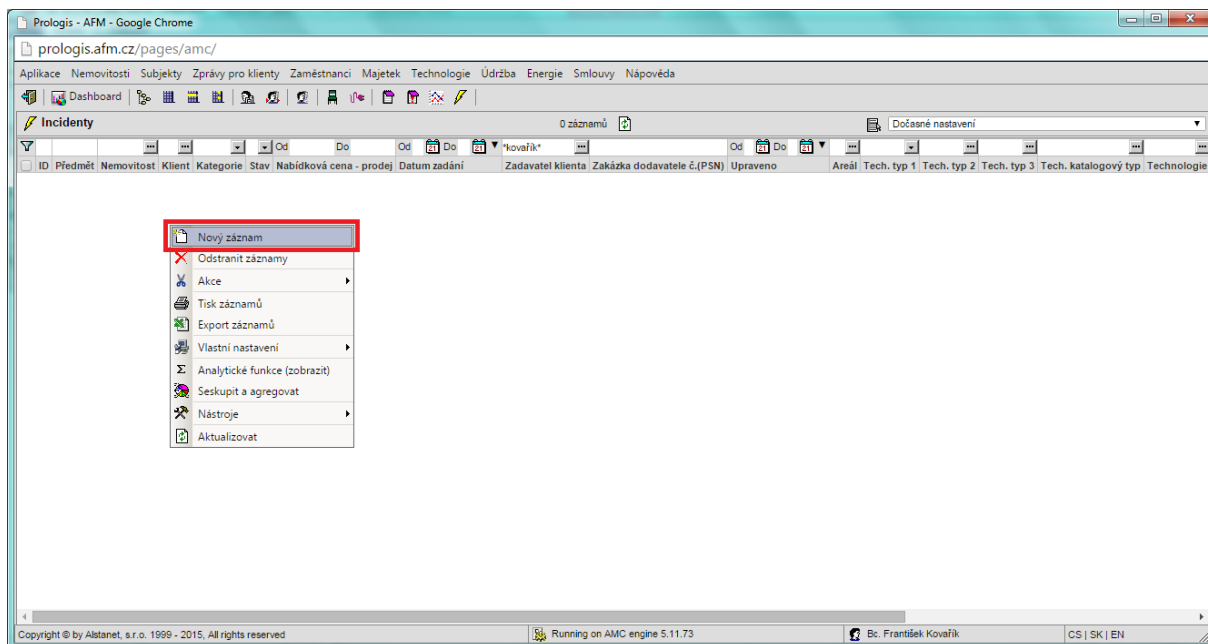 Prologis - AFM - Google Chrome
prologis.afm.cz/pages/amc/
Aplikace Nemovitosti Subjekty Zprávy pro klienty Zaměstnanci Majetek Technologie Údržba Energie Smlouvy Nápověda
Dashboard
Incidenty 0 záznamů Dočasné nastavení
Od Do Od 21 Do 21 *kovařík* Od 21 Do 21
ID Předmět Nemovitost Klient Kategorie Stav Nabídková cena - prodej Datum zadání Zadavatel klienta Zakázka dodavatele č.(PSN) Upraveno Areál Tech. typ 1 Tech. typ 2 Tech. typ 3 Tech. katalogový typ Technologie
Nový záznam
Odstranit záznamy
Akce
Tisk záznamů
Export záznamů
Vlastní nastavení
Σ Analytické funkce (zobrazit)
Seskupit a agregovat
Nástroje
Aktualizovat
Copyright © by Alstanet, s.r.o. 1999 - 2015, All rights reserved Running on AMC engine 5.11.73 Bc. František Kovařík CS | SK | EN